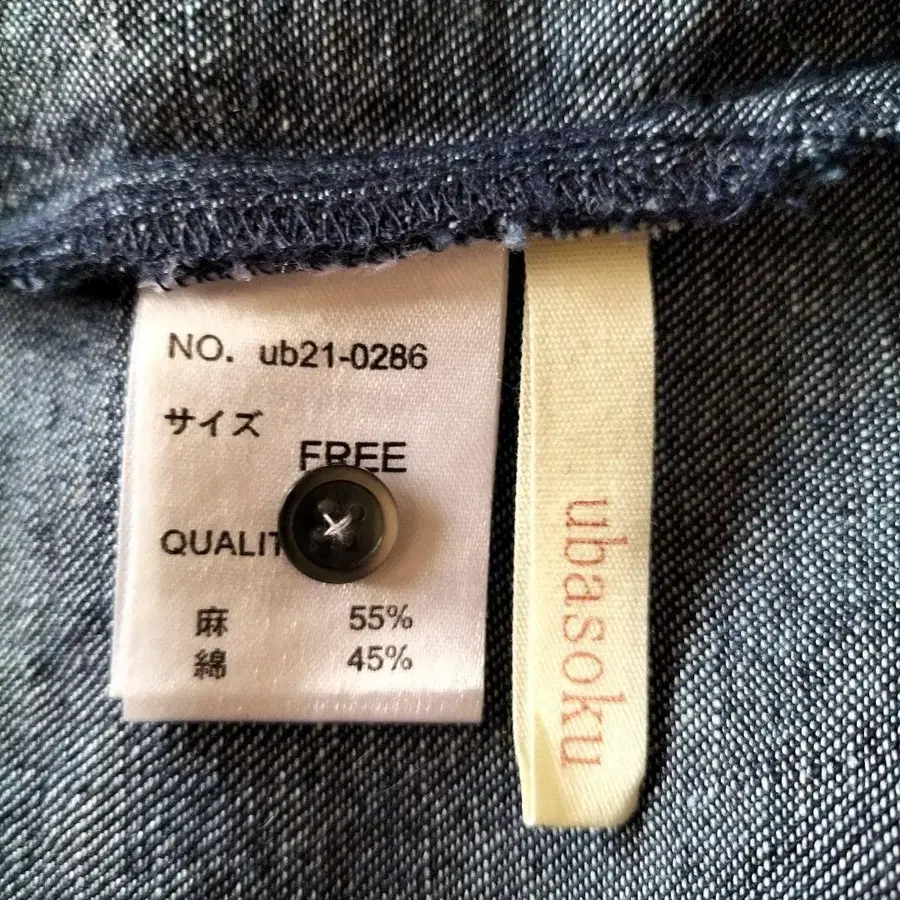 NO. ub21-0286
サイズ
FREE
QUALIT
麻 55%
綿 45%
ubasoku